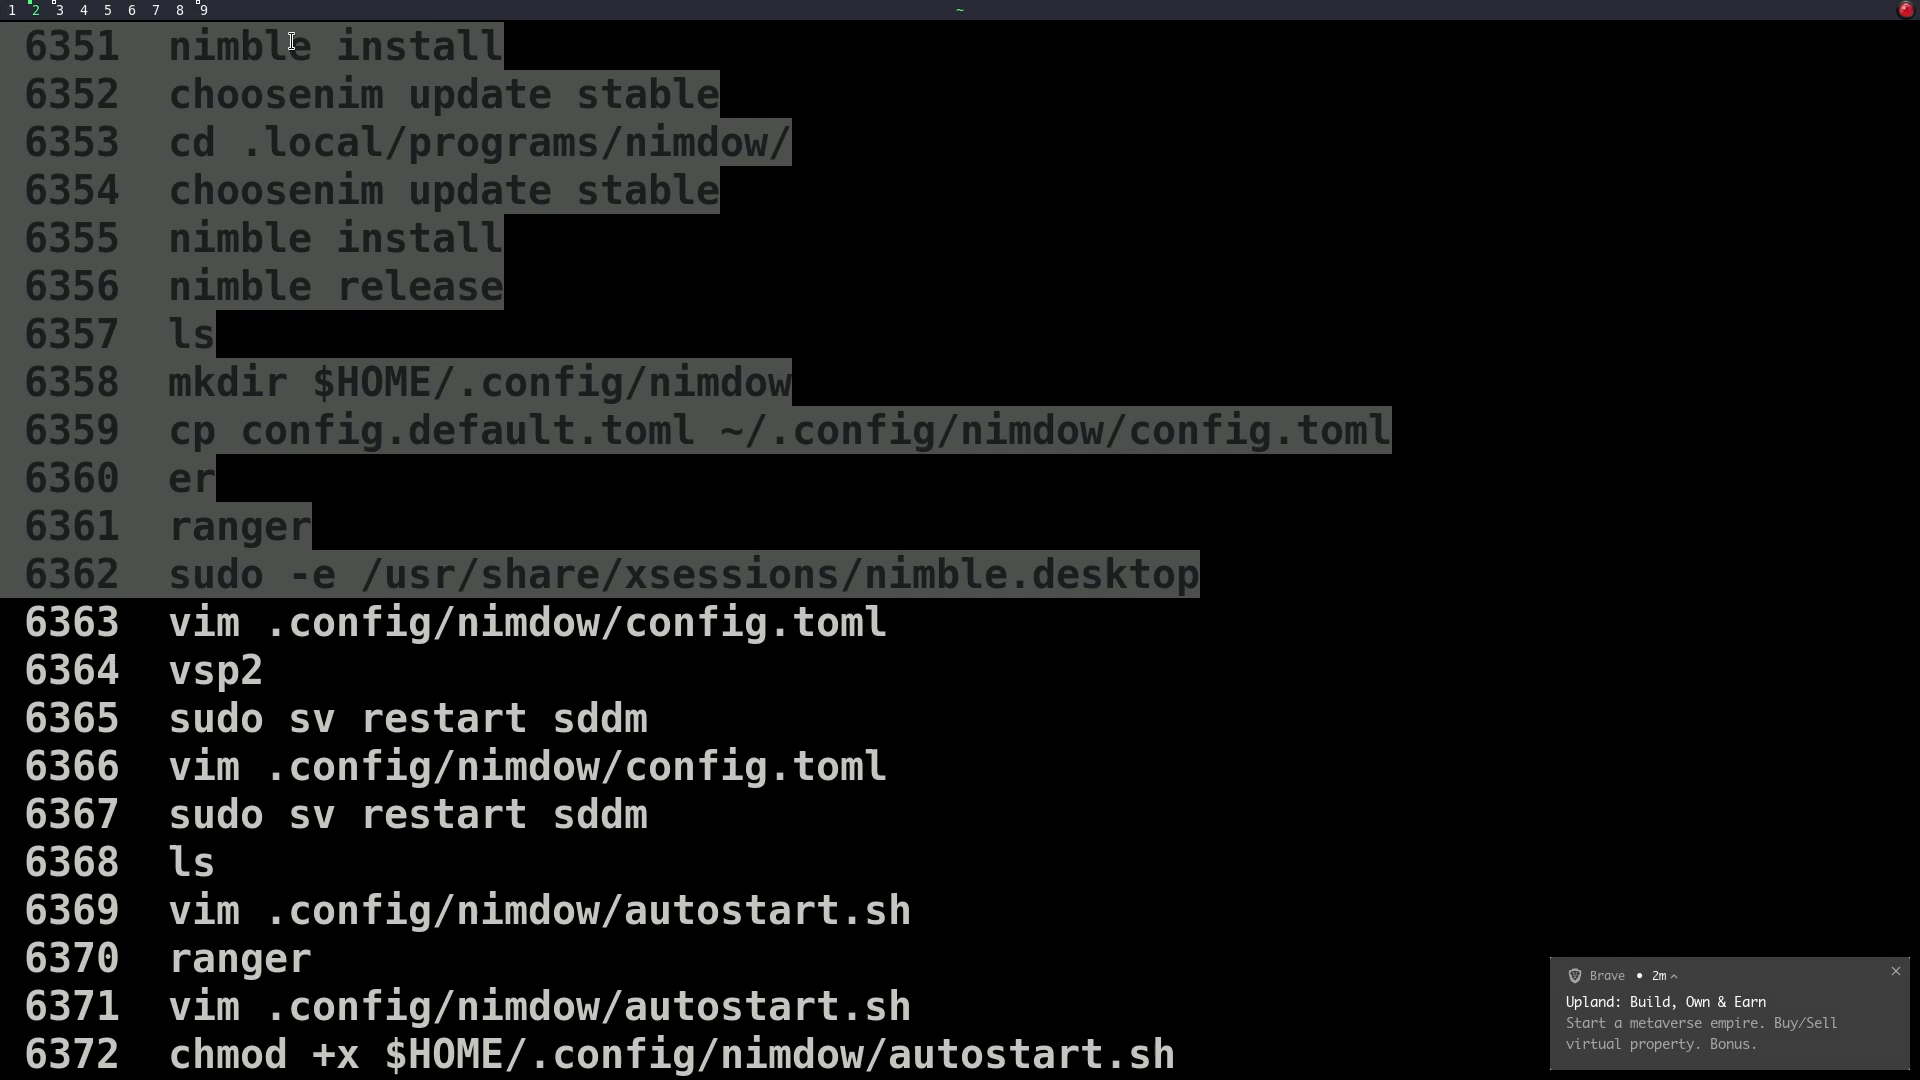 1 2 3 4 5 6 7 8 9 ~
6351 nimble install
6352 choosenim update stable
6353 cd .local/programs/nimdow/
6354 choosenim update stable
6355 nimble install
6356 nimble release
6357 ls
6358 mkdir $HOME/.config/nimdow
6359 cp config.default.toml ~/.config/nimdow/config.toml
6360 er
6361 ranger
6362 sudo -e /usr/share/xsessions/nimble.desktop
6363 vim .config/nimdow/config.toml
6364 vsp2
6365 sudo sv restart sddm
6366 vim .config/nimdow/config.toml
6367 sudo sv restart sddm
6368 ls
6369 vim .config/nimdow/autostart.sh
6370 ranger
6371 vim .config/nimdow/autostart.sh
6372 chmod +x $HOME/.config/nimdow/autostart.sh
Brave • 2m
Upland: Build, Own & Earn
Start a metaverse empire. Buy/Sell
virtual property. Bonus.